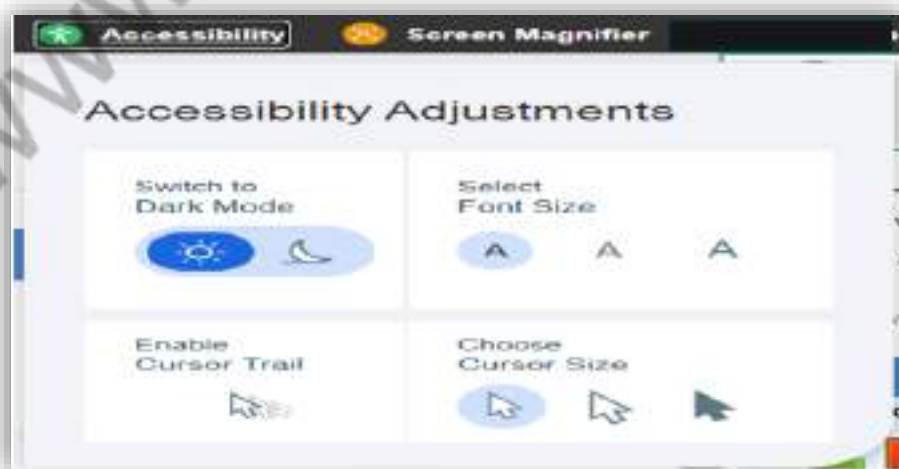 Accessibility
Screen Magnifier
Accessibility Adjustments
Switch to
Dark Mode
Select
Font Size
A A A
Enable
Cursor Trail
Choose
Cursor Size